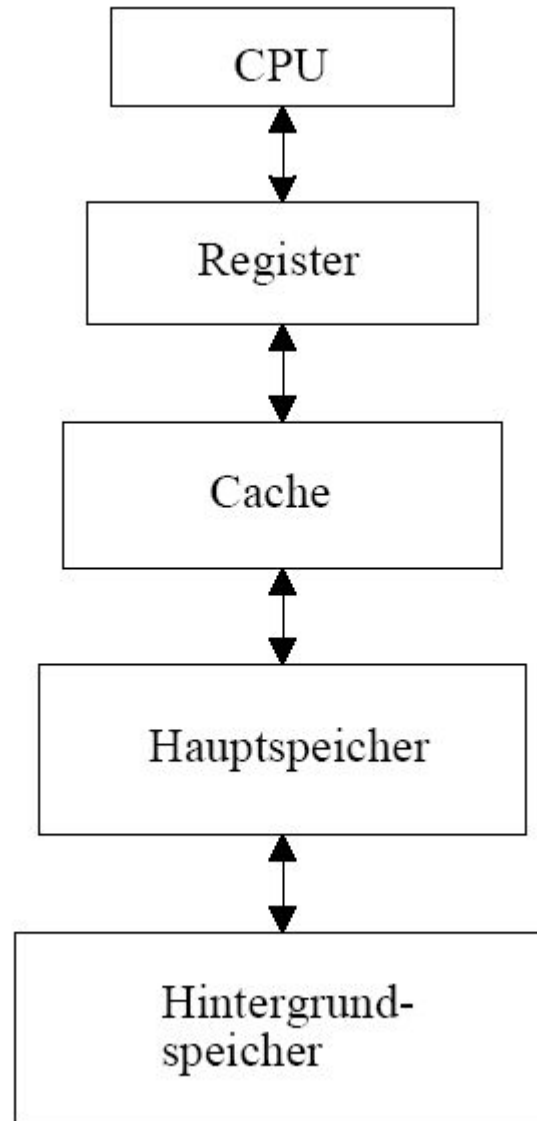 CPU
Register
Cache
Hauptspeicher
Hintergrund-
speicher